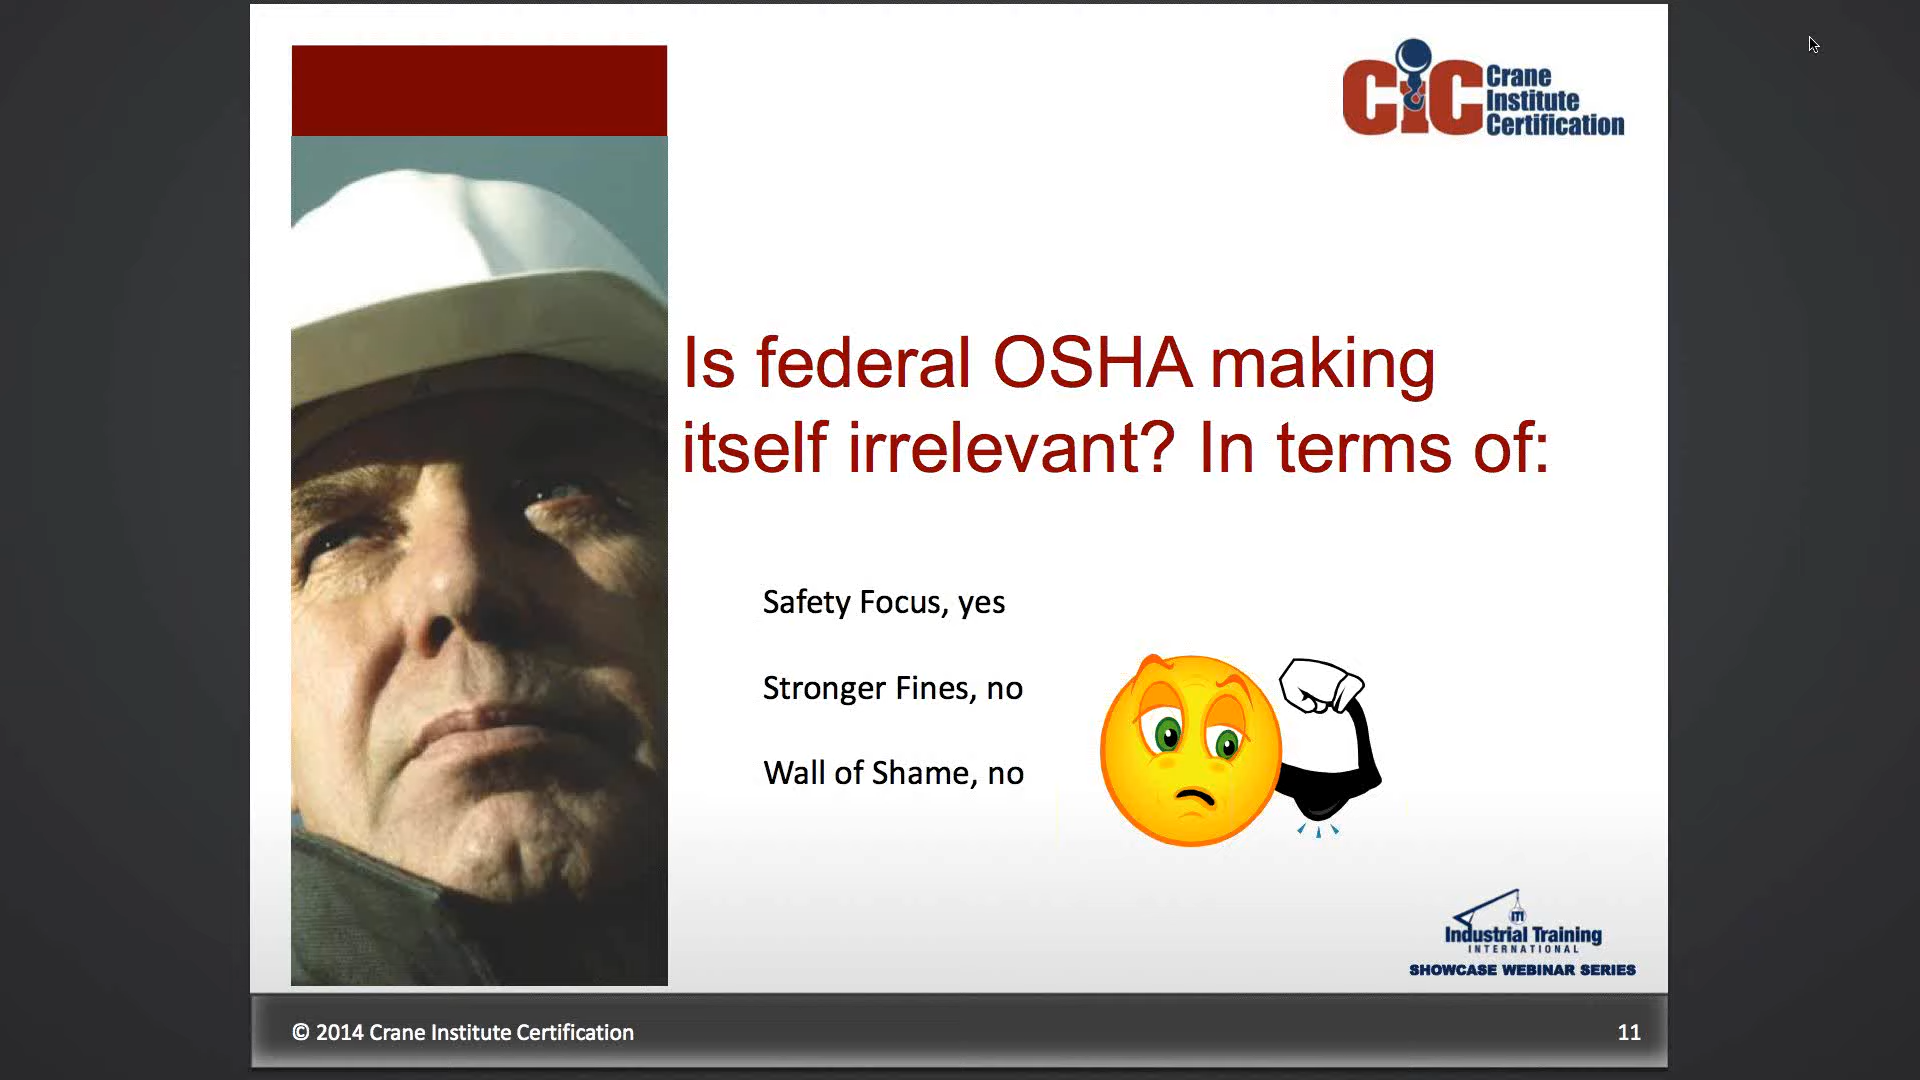 CiC Crane
Institute
Certification
Is federal OSHA making
itself irrelevant? In terms of:
Safety Focus, yes
Stronger Fines, no
Wall of Shame, no
ITI
Industrial Training
INTERNATIONAL
SHOWCASE WEBINAR SERIES
© 2014 Crane Institute Certification
11